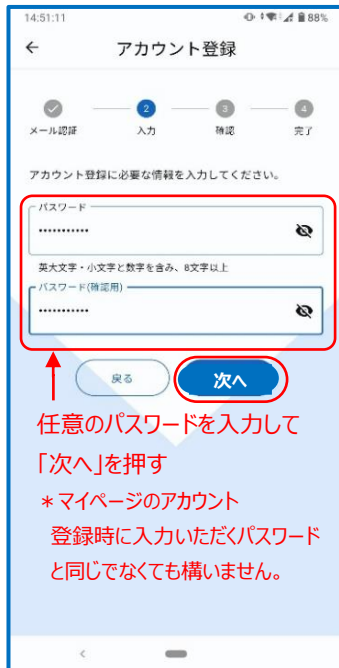 14:51:11 88%
← アカウント登録
✓ 2 3 4
メール認証 入力 確認 完了
アカウント登録に必要な情報を入力してください。
パスワード
•••••••••••
英大文字・小文字と数字を含み、8文字以上
パスワード(確認用)
•••••••••••
戻る 次へ
任意のパスワードを入力して
「次へ」を押す
＊マイページのアカウント
登録時に入力いただくパスワード
と同じでなくても構いません。